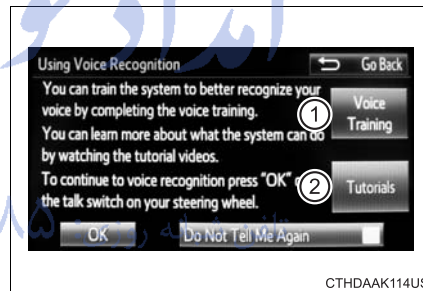 امداد خو
Using Voice Recognition
Go Back
You can train the system to better recognize your
voice by completing the voice training.
You can learn more about what the system can do
by watching the tutorial videos.
To continue to voice recognition press "OK"
the talk switch on your steering wheel.
1
Voice
Training
2
Tutorials
OK
Do Not Tell Me Again
CTHDAAK114US